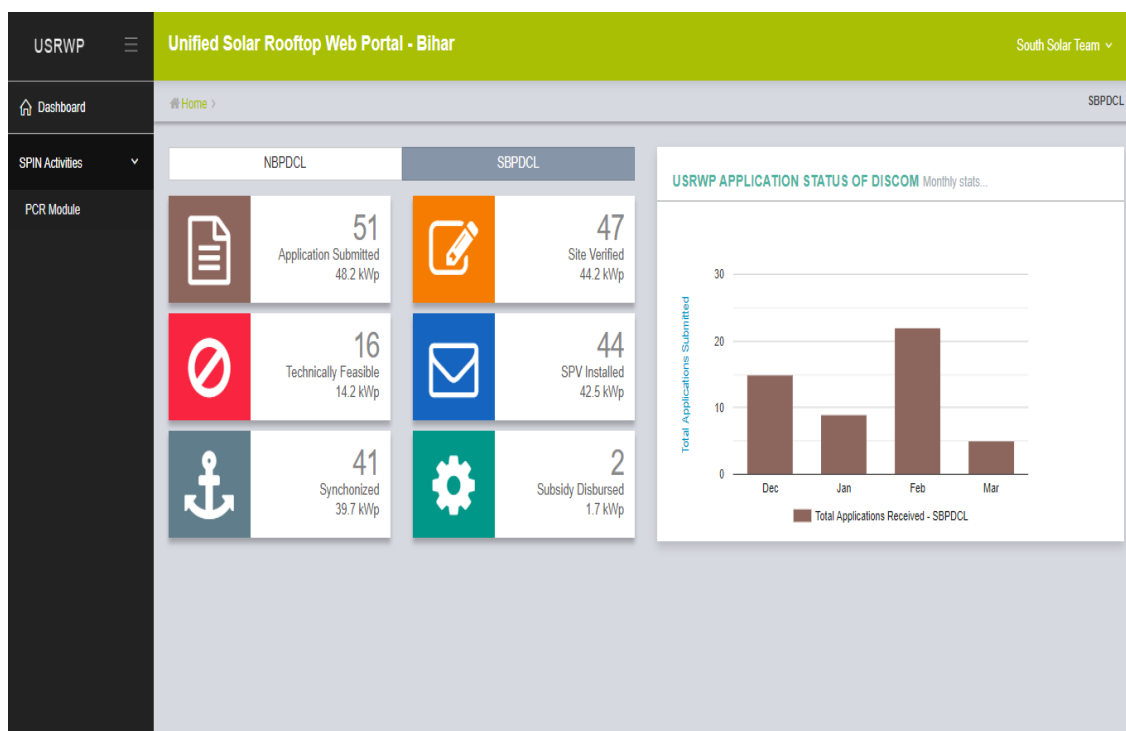 USRWP
Unified Solar Rooftop Web Portal - Bihar
South Solar Team
Dashboard
Home >
SBPDCL
SPIN Activities
PCR Module
NBPDCL
SBPDCL
51
Application Submitted
48.2 kWp
47
Site Verified
44.2 kWp
16
Technically Feasible
14.2 kWp
44
SPV Installed
42.5 kWp
41
Synchonized
39.7 kWp
2
Subsidy Disbursed
1.7 kWp
USRWP APPLICATION STATUS OF DISCOM Monthly stats...
Total Applications Submitted
30
20
10
0
Dec Jan Feb Mar
Total Applications Received - SBPDCL